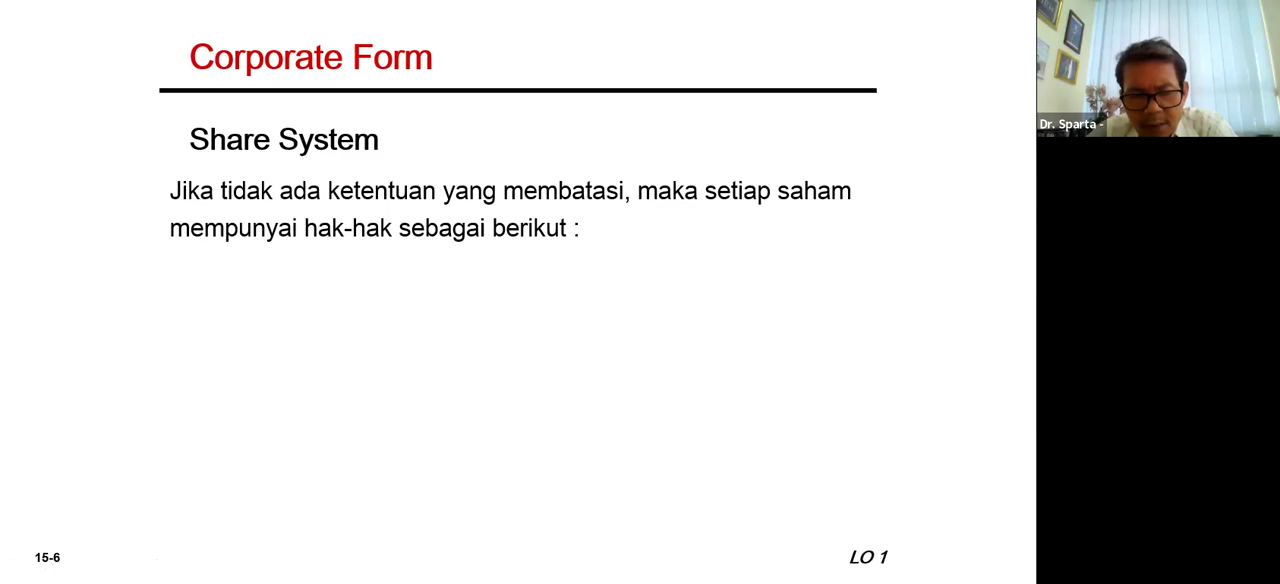 Corporate Form
Share System
Jika tidak ada ketentuan yang membatasi, maka setiap saham
mempunyai hak-hak sebagai berikut :
15-6
LO 1
Dr. Sparta -